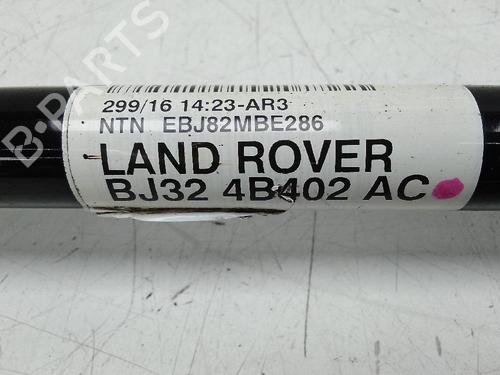 B-PARTS
299/16 14:23-AR3
NTN EBJ82MBE286
LAND ROVER
BJ32 4B402 AC